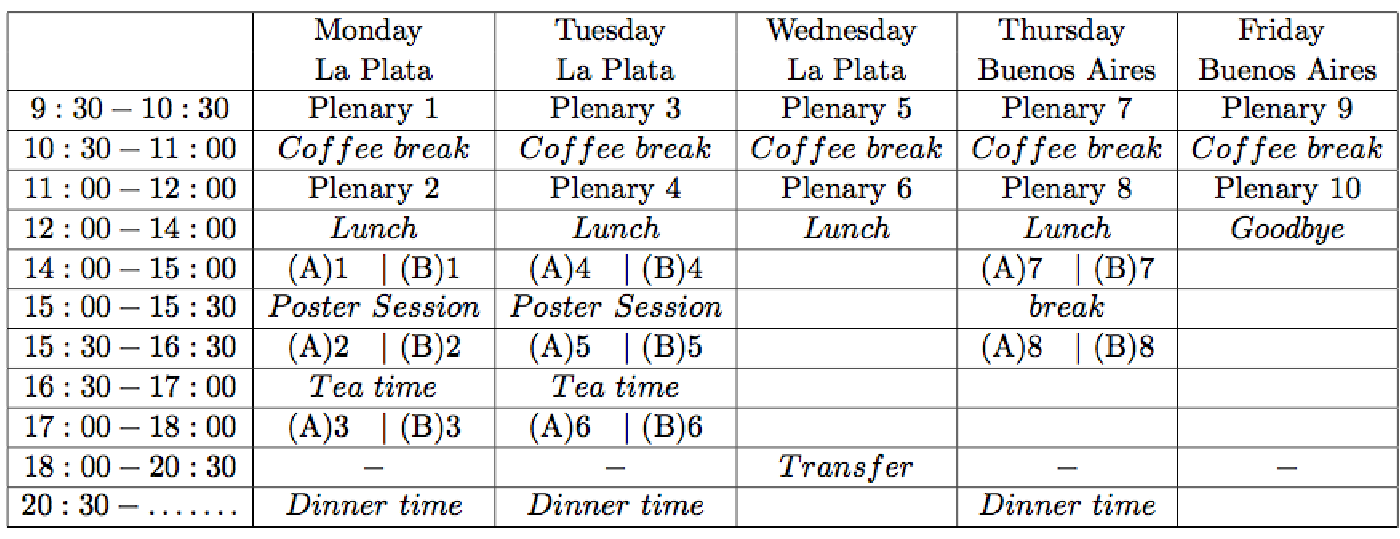 Monday Tuesday Wednesday Thursday Friday
La Plata La Plata La Plata Buenos Aires Buenos Aires
9 : 30 – 10 : 30 Plenary 1 Plenary 3 Plenary 5 Plenary 7 Plenary 9
10 : 30 – 11 : 00 Coffee break Coffee break Coffee break Coffee break Coffee break
11 : 00 – 12 : 00 Plenary 2 Plenary 4 Plenary 6 Plenary 8 Plenary 10
12 : 00 – 14 : 00 Lunch Lunch Lunch Lunch Goodbye
14 : 00 – 15 : 00 (A)1 | (B)1 (A)4 | (B)4 (A)7 | (B)7
15 : 00 – 15 : 30 Poster Session Poster Session break
15 : 30 – 16 : 30 (A)2 | (B)2 (A)5 | (B)5 (A)8 | (B)8
16 : 30 – 17 : 00 Tea time Tea time
17 : 00 – 18 : 00 (A)3 | (B)3 (A)6 | (B)6
18 : 00 – 20 : 30 – – Transfer – –
20 : 30 – ....... Dinner time Dinner time Dinner time